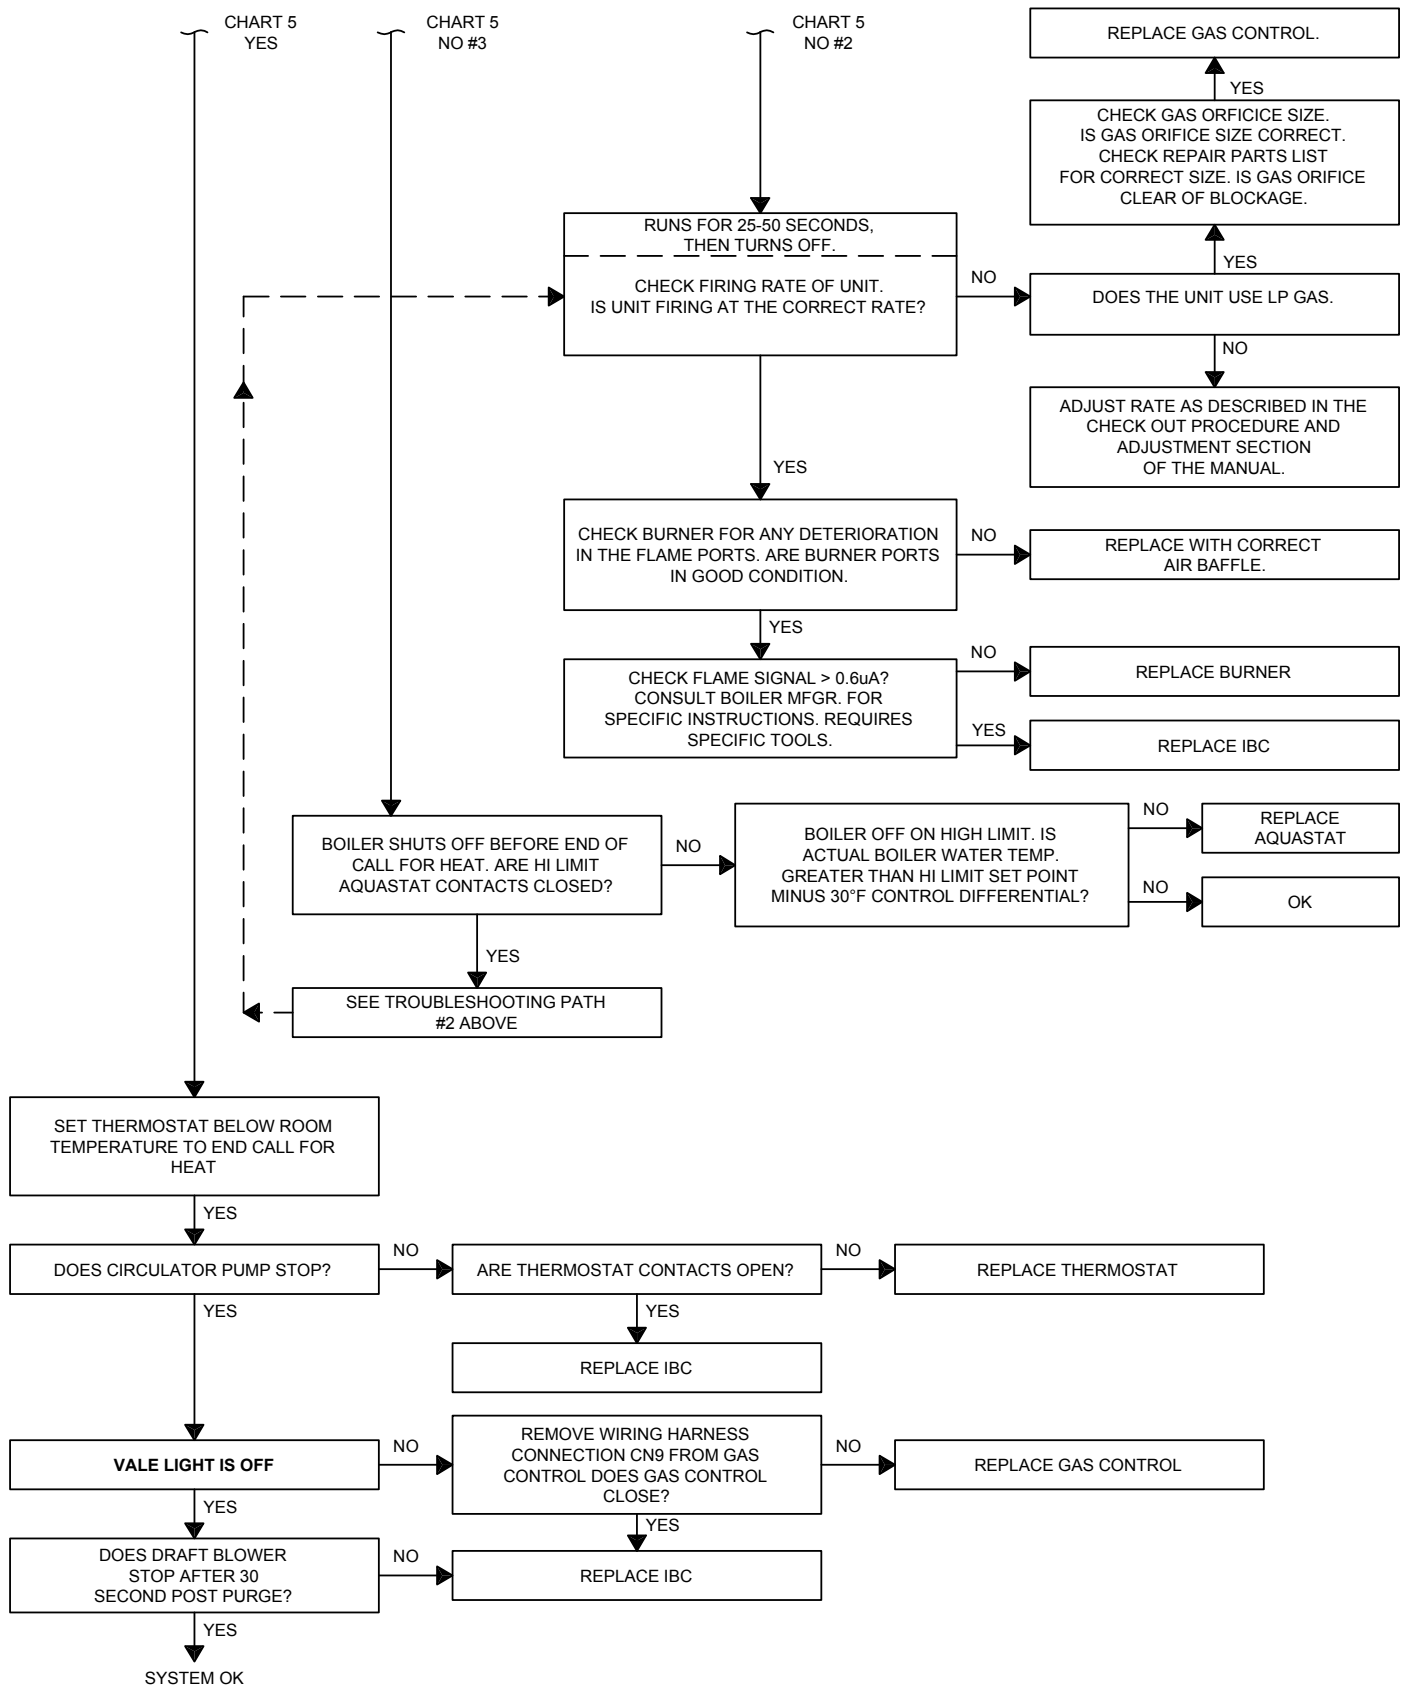 CHART 5
YES
CHART 5
NO #3
CHART 5
NO #2
REPLACE GAS CONTROL.
YES
CHECK GAS ORFICICE SIZE.
IS GAS ORIFICE SIZE CORRECT.
CHECK REPAIR PARTS LIST
FOR CORRECT SIZE. IS GAS ORIFICE
CLEAR OF BLOCKAGE.
YES
RUNS FOR 25-50 SECONDS,
THEN TURNS OFF.
CHECK FIRING RATE OF UNIT.
IS UNIT FIRING AT THE CORRECT RATE?
NO
DOES THE UNIT USE LP GAS.
NO
ADJUST RATE AS DESCRIBED IN THE
CHECK OUT PROCEDURE AND
ADJUSTMENT SECTION
OF THE MANUAL.
YES
CHECK BURNER FOR ANY DETERIORATION
IN THE FLAME PORTS. ARE BURNER PORTS
IN GOOD CONDITION.
NO
REPLACE WITH CORRECT
AIR BAFFLE.
YES
CHECK FLAME SIGNAL > 0.6uA?
CONSULT BOILER MFGR. FOR
SPECIFIC INSTRUCTIONS. REQUIRES
SPECIFIC TOOLS.
NO
REPLACE BURNER
YES
REPLACE IBC
BOILER SHUTS OFF BEFORE END OF
CALL FOR HEAT. ARE HI LIMIT
AQUASTAT CONTACTS CLOSED?
NO
BOILER OFF ON HIGH LIMIT. IS
ACTUAL BOILER WATER TEMP.
GREATER THAN HI LIMIT SET POINT
MINUS 30°F CONTROL DIFFERENTIAL?
NO
REPLACE
AQUASTAT
NO
OK
YES
SEE TROUBLESHOOTING PATH
#2 ABOVE
SET THERMOSTAT BELOW ROOM
TEMPERATURE TO END CALL FOR
HEAT
YES
DOES CIRCULATOR PUMP STOP?
NO
ARE THERMOSTAT CONTACTS OPEN?
NO
REPLACE THERMOSTAT
YES
YES
REPLACE IBC
VALE LIGHT IS OFF
NO
REMOVE WIRING HARNESS
CONNECTION CN9 FROM GAS
CONTROL DOES GAS CONTROL
CLOSE?
NO
REPLACE GAS CONTROL
YES
YES
DOES DRAFT BLOWER
STOP AFTER 30
SECOND POST PURGE?
NO
REPLACE IBC
YES
SYSTEM OK